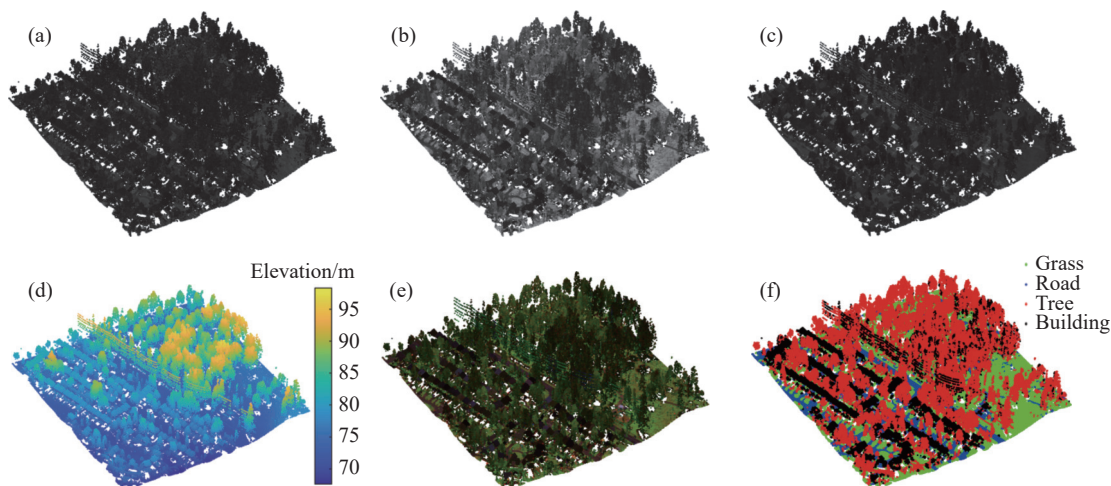 (a)
(b)
(c)
(d)
Elevation/m
95
90
85
80
75
70
(e)
(f)
Grass
Road
Tree
Building